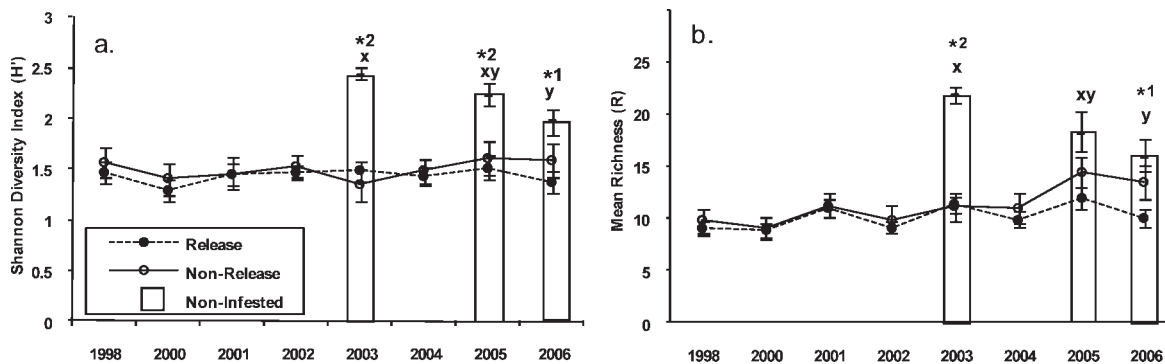 a.
Shannon Diversity Index (H')
3
2.5
2
1.5
1
0.5
0
*2
x
*2
xy
*1
y
Release
Non-Release
Non-Infested
1998 2000 2001 2002 2003 2004 2005 2006
b.
Mean Richness (R)
25
20
15
10
5
0
*2
x
xy
*1
y
1998 2000 2001 2002 2003 2004 2005 2006